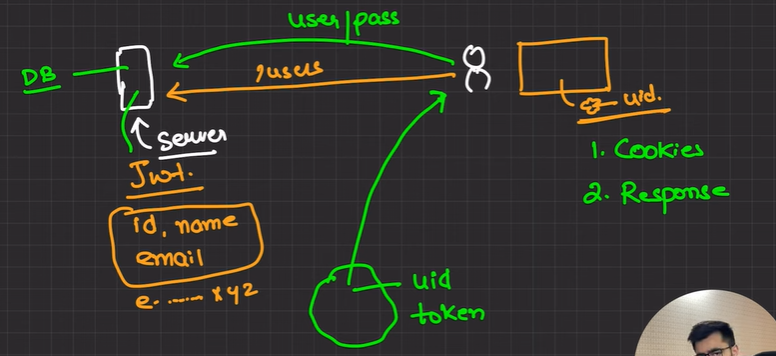 user/pass
DB
/users
uid.
Server
1. Cookies
Jwt.
2. Response
id, name
email
uid
e. ...... xyz
token